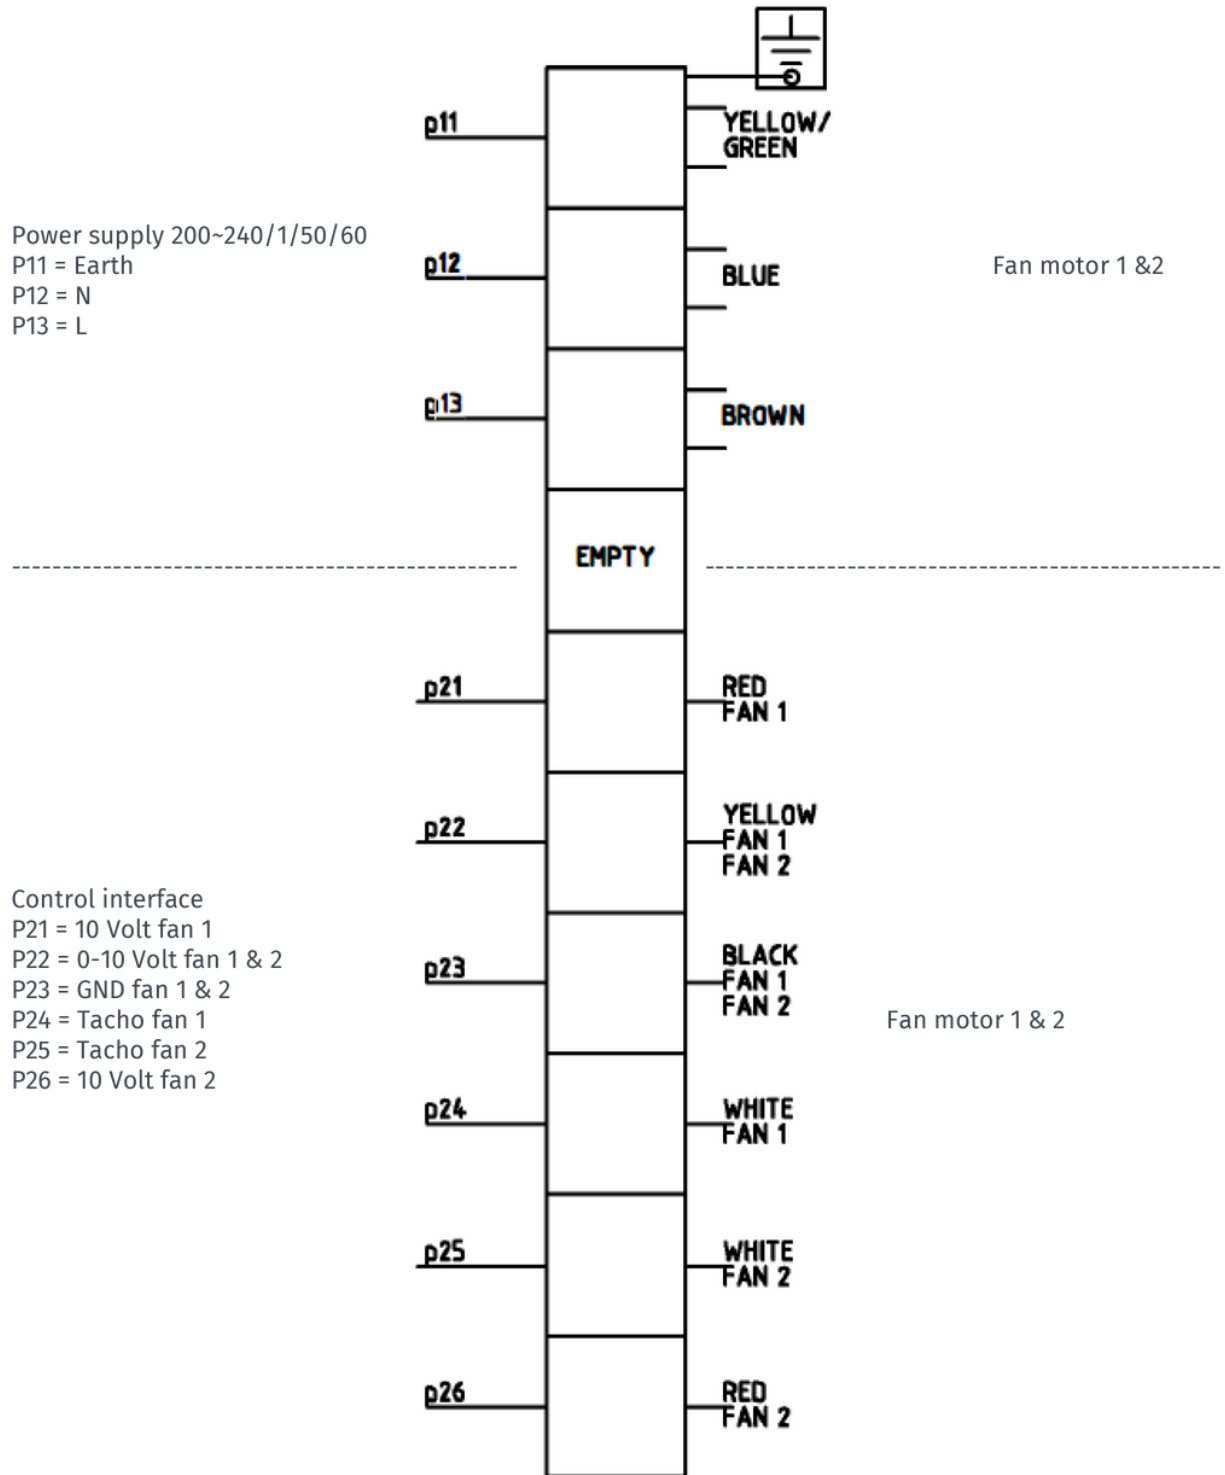 p11
YELLOW/
GREEN
Power supply 200~240/1/50/60
P11 = Earth
P12 = N
P13 = L
p12
BLUE
Fan motor 1 &2
p13
BROWN
EMPTY
p21
RED
FAN 1
p22
YELLOW
FAN 1
FAN 2
Control interface
P21 = 10 Volt fan 1
P22 = 0-10 Volt fan 1 & 2
P23 = GND fan 1 & 2
P24 = Tacho fan 1
P25 = Tacho fan 2
P26 = 10 Volt fan 2
p23
BLACK
FAN 1
FAN 2
Fan motor 1 & 2
p24
WHITE
FAN 1
p25
WHITE
FAN 2
p26
RED
FAN 2